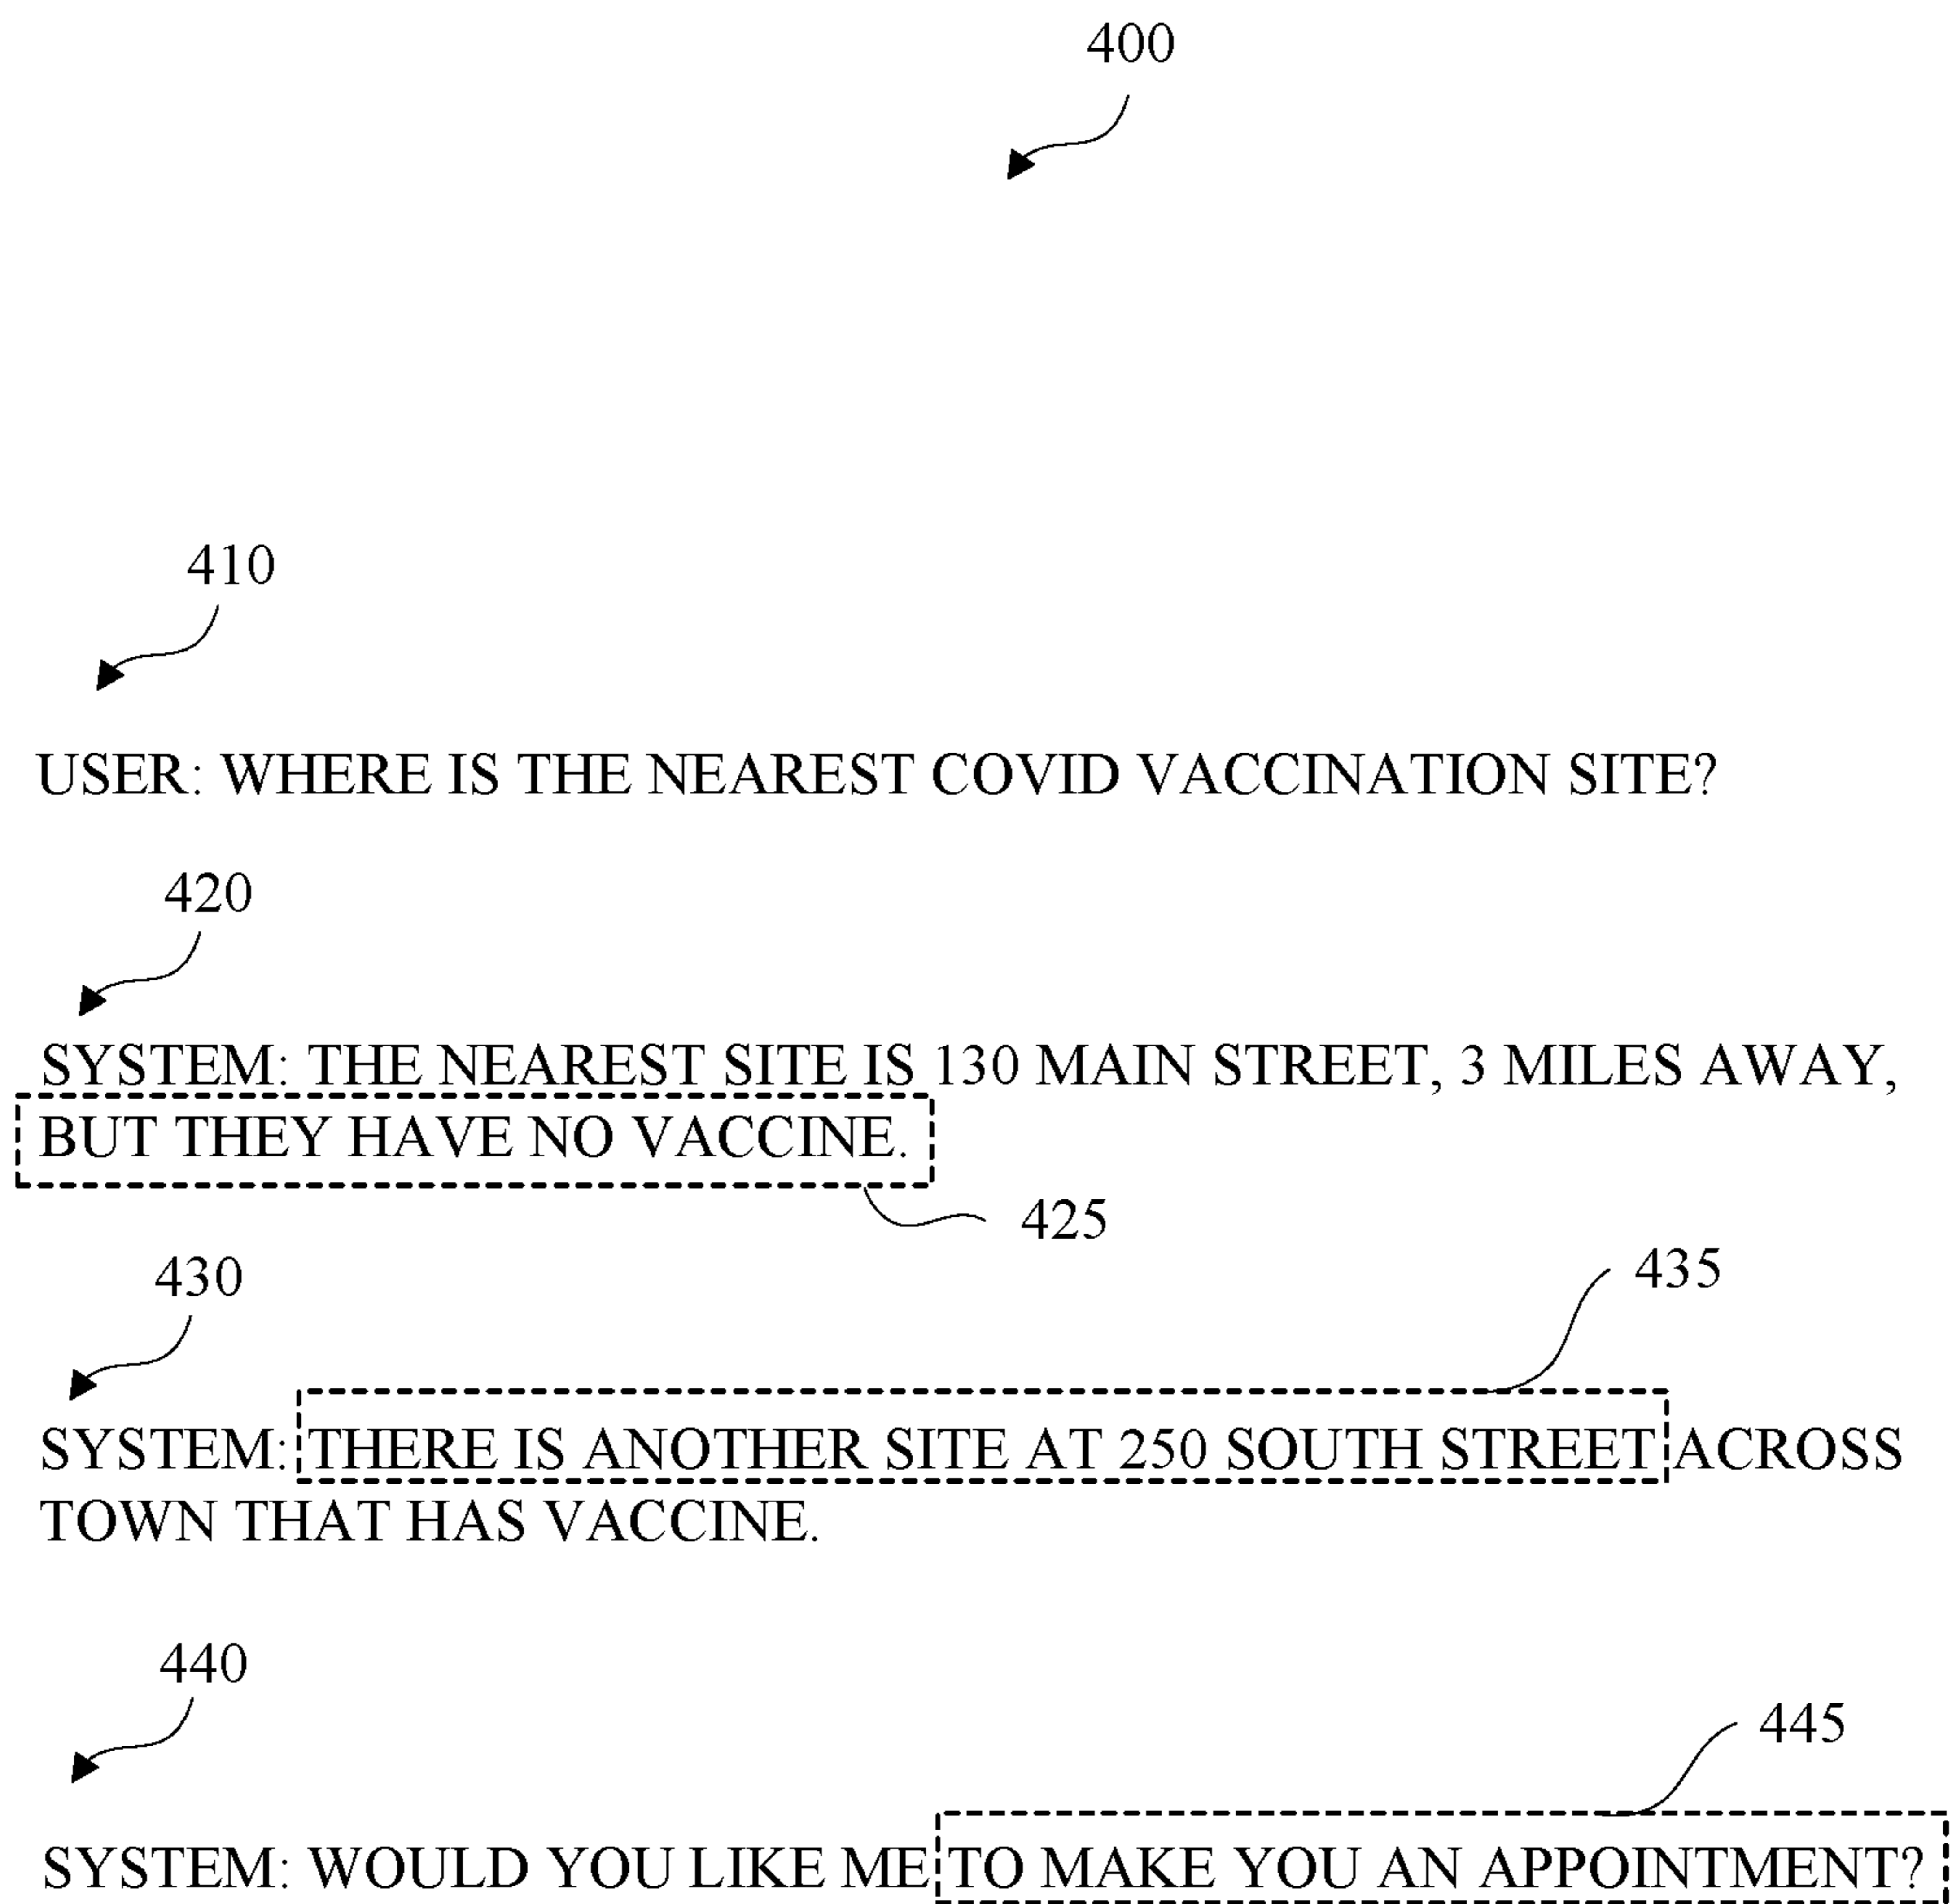 400
410
USER: WHERE IS THE NEAREST COVID VACCINATION SITE?
420
SYSTEM: THE NEAREST SITE IS 130 MAIN STREET, 3 MILES AWAY,
BUT THEY HAVE NO VACCINE.
425
430
435
SYSTEM: THERE IS ANOTHER SITE AT 250 SOUTH STREET ACROSS
TOWN THAT HAS VACCINE.
440
445
SYSTEM: WOULD YOU LIKE ME TO MAKE YOU AN APPOINTMENT?